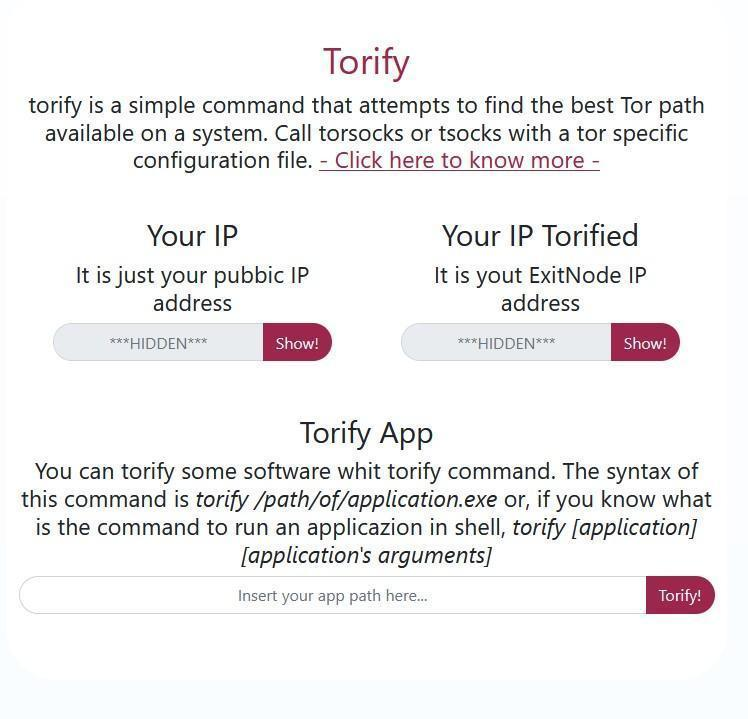 Torify
torify is a simple command that attempts to find the best Tor path
available on a system. Call torsocks or tsocks with a tor specific
configuration file. - Click here to know more -
Your IP
It is just your pubbic IP
address
***HIDDEN*** Show!
Your IP Torified
It is yout ExitNode IP
address
***HIDDEN*** Show!
Torify App
You can torify some software whit torify command. The syntax of
this command is torify /path/of/application.exe or, if you know what
is the command to run an applicazion in shell, torify [application]
[application's arguments]
Insert your app path here... Torify!